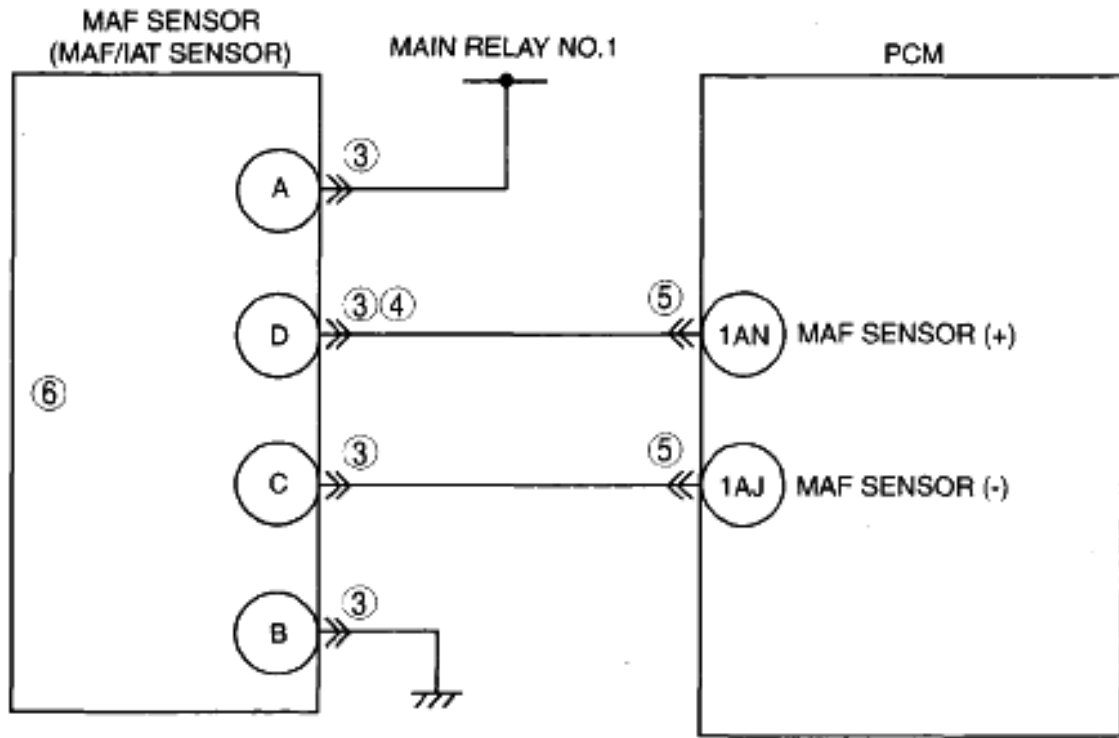 MAF SENSOR
(MAF/IAT SENSOR)
MAIN RELAY NO.1
PCM
③
A
③④
⑤
D
1AN MAF SENSOR (+)
⑥
③
⑤
C
1AJ MAF SENSOR (-)
③
B